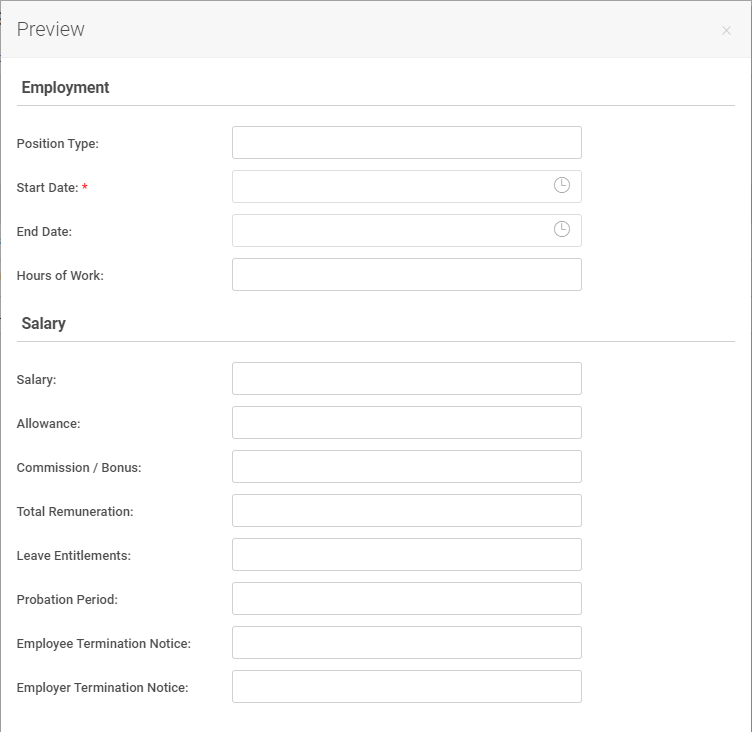 Preview
Employment
Position Type:
Start Date: *
End Date:
Hours of Work:
Salary
Salary:
Allowance:
Commission / Bonus:
Total Remuneration:
Leave Entitlements:
Probation Period:
Employee Termination Notice:
Employer Termination Notice: